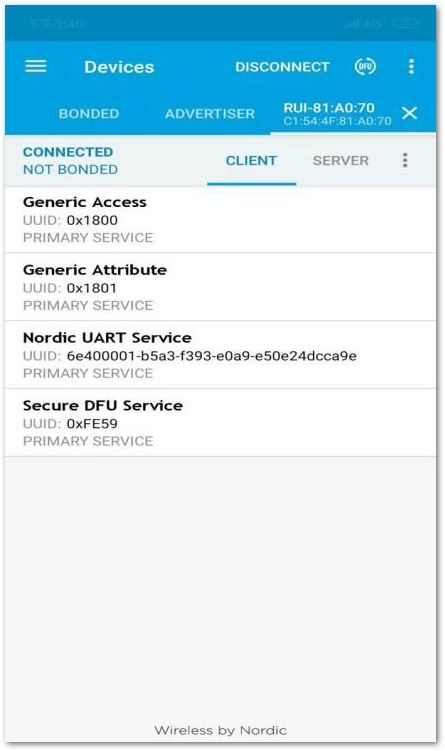 下午3:40
4G
Devices
DISCONNECT
DFU
BONDED
ADVERTISER
RUI-81:A0:70
C1:54:4F:81:A0:70
CONNECTED
NOT BONDED
CLIENT
SERVER
Generic Access
UUID: 0x1800
PRIMARY SERVICE
Generic Attribute
UUID: 0x1801
PRIMARY SERVICE
Nordic UART Service
UUID: 6e400001-b5a3-f393-e0a9-e50e24dcca9e
PRIMARY SERVICE
Secure DFU Service
UUID: 0xFE59
PRIMARY SERVICE
Wireless by Nordic